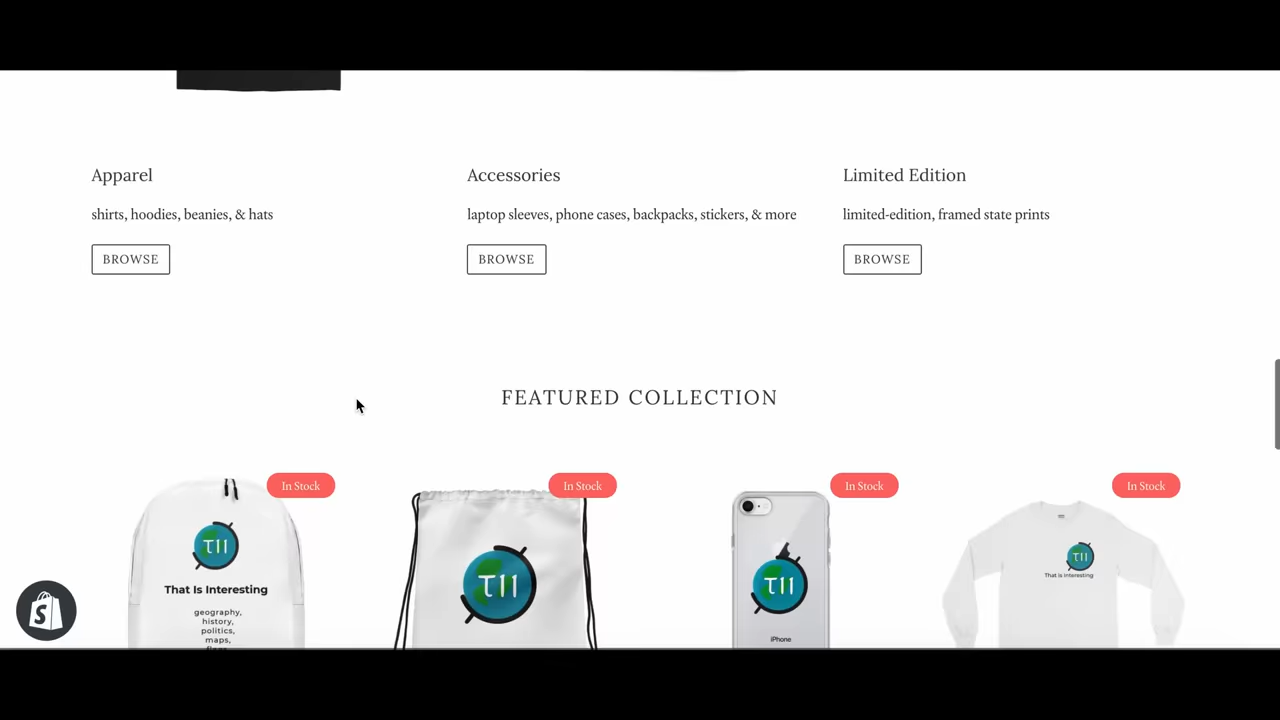 Apparel
Accessories
Limited Edition
shirts, hoodies, beanies, & hats
laptop sleeves, phone cases, backpacks, stickers, & more
limited-edition, framed state prints
BROWSE
BROWSE
BROWSE
FEATURED COLLECTION
In Stock
In Stock
In Stock
In Stock
TII
That Is Interesting
geography,
history,
politics,
maps,
TII
TII
iPhone
TII
That Is Interesting
S